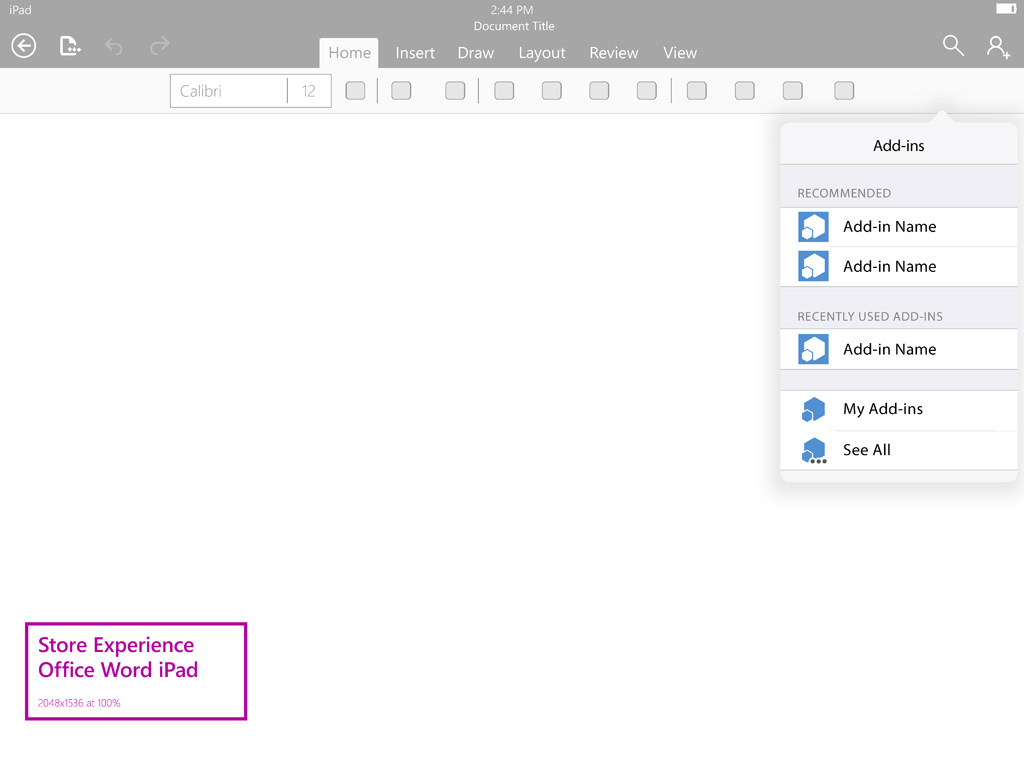 iPad
2:44 PM
Document Title
Home Insert Draw Layout Review View
Calibri 12
Add-ins
RECOMMENDED
Add-in Name
Add-in Name
RECENTLY USED ADD-INS
Add-in Name
My Add-ins
See All
Store Experience
Office Word iPad
2048x1536 at 100%